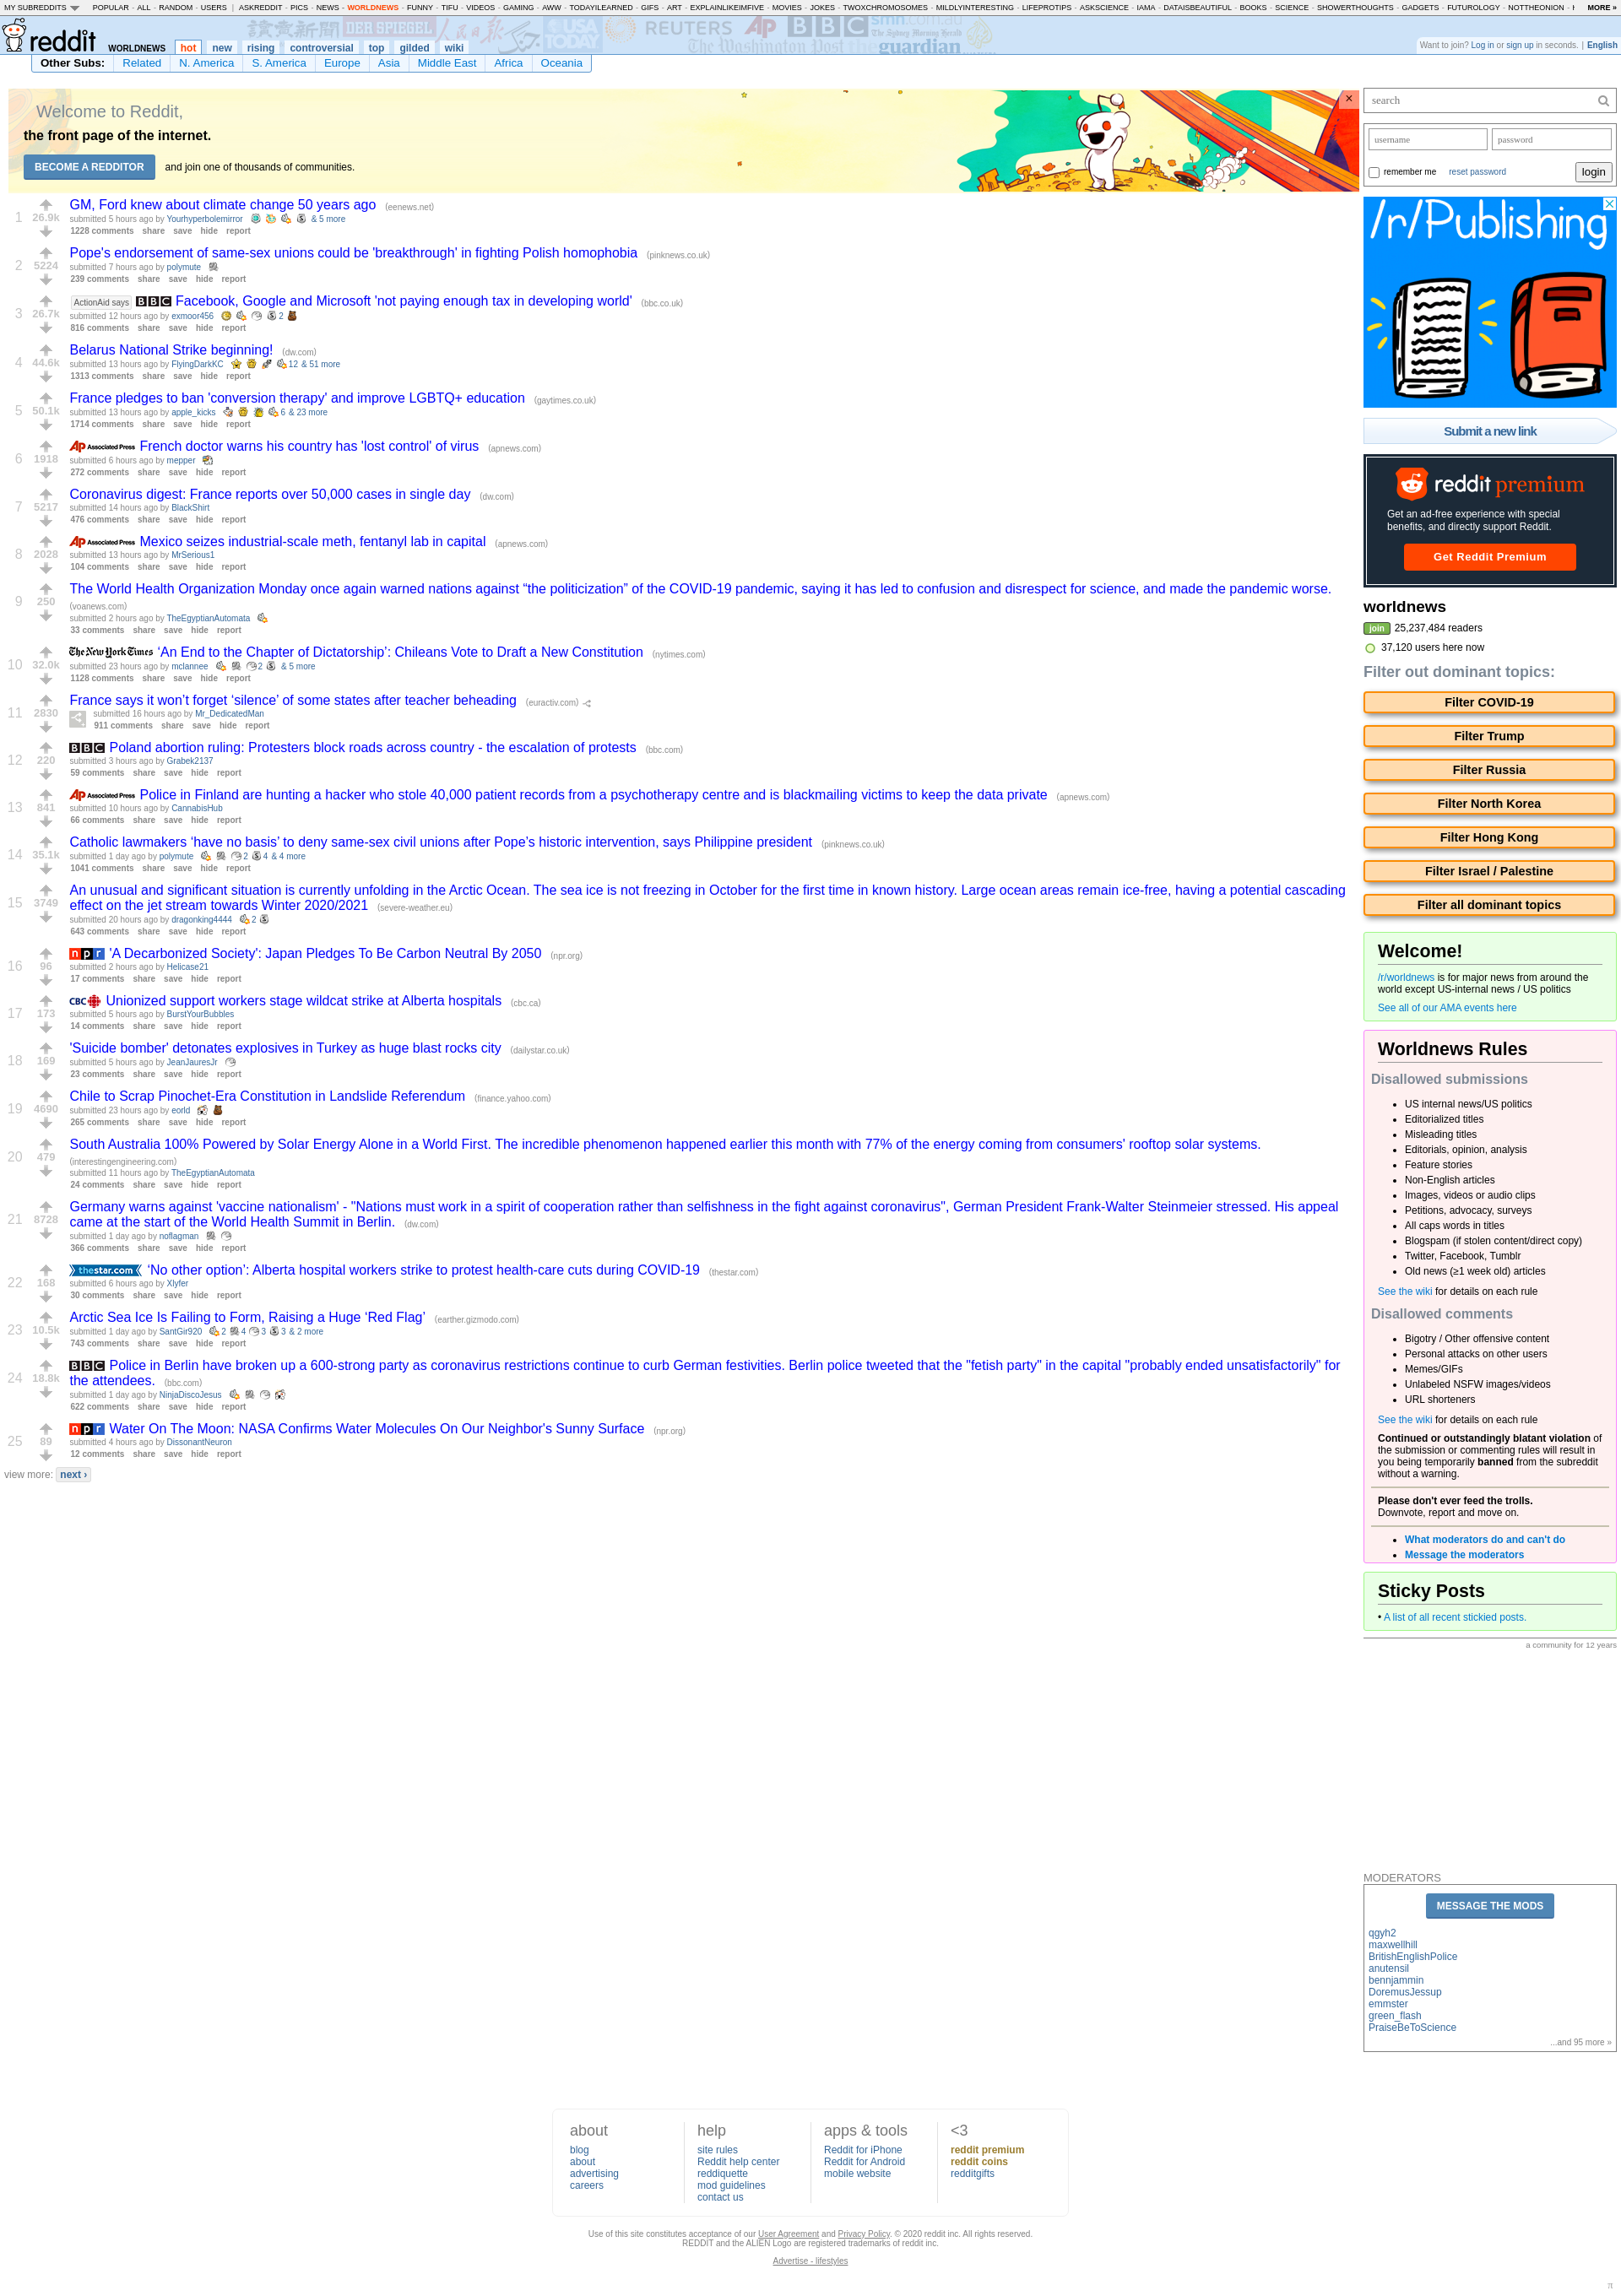 MY SUBREDDITS POPULAR - ALL - RANDOM - USERS | ASKREDDIT - PICS - NEWS - WORLDNEWS - FUNNY - TIFU - VIDEOS - GAMING - AWW - TODAYILEARNED - GIFS - ART - EXPLAINLIKEIMFIVE - MOVIES - JOKES - TWOXCHROMOSOMES - MILDLYINTERESTING - LIFEPROTIPS - ASKSCIENCE - IAMA - DATAISBEAUTIFUL - BOOKS - SCIENCE - SHOWERTHOUGHTS - GADGETS - FUTUROLOGY - NOTTHEONION - MORE »
reddit WORLDNEWS hot new rising controversial top gilded wiki
DER SPIEGEL USA TODAY REUTERS AP BBC smh.com.au The Sydney Morning Herald The Washington Post theguardian
Want to join? Log in or sign up in seconds. | English
Other Subs: Related N. America S. America Europe Asia Middle East Africa Oceania
Welcome to Reddit,
the front page of the internet.
BECOME A REDDITOR and join one of thousands of communities.
1 26.9k GM, Ford knew about climate change 50 years ago (eenews.net)
submitted 5 hours ago by Yourhyperbolemirror & 5 more
1228 comments share save hide report
2 5224 Pope's endorsement of same-sex unions could be 'breakthrough' in fighting Polish homophobia (pinknews.co.uk)
submitted 7 hours ago by polymute
239 comments share save hide report
3 26.7k ActionAid says BBC Facebook, Google and Microsoft 'not paying enough tax in developing world' (bbc.co.uk)
submitted 12 hours ago by exmoor456 2
816 comments share save hide report
4 44.6k Belarus National Strike beginning! (dw.com)
submitted 13 hours ago by FlyingDarkKC 12 & 51 more
1313 comments share save hide report
5 50.1k France pledges to ban 'conversion therapy' and improve LGBTQ+ education (gaytimes.co.uk)
submitted 13 hours ago by apple_kicks 6 & 23 more
1714 comments share save hide report
6 1918 AP Associated Press French doctor warns his country has 'lost control' of virus (apnews.com)
submitted 6 hours ago by mepper
272 comments share save hide report
7 5217 Coronavirus digest: France reports over 50,000 cases in single day (dw.com)
submitted 14 hours ago by BlackShirt
476 comments share save hide report
8 2028 AP Associated Press Mexico seizes industrial-scale meth, fentanyl lab in capital (apnews.com)
submitted 13 hours ago by MrSerious1
104 comments share save hide report
9 250 The World Health Organization Monday once again warned nations against “the politicization” of the COVID-19 pandemic, saying it has led to confusion and disrespect for science, and made the pandemic worse.
(voanews.com)
submitted 2 hours ago by TheEgyptianAutomata
33 comments share save hide report
10 32.0k The New York Times ‘An End to the Chapter of Dictatorship’: Chileans Vote to Draft a New Constitution (nytimes.com)
submitted 23 hours ago by mclannee 2 & 5 more
1128 comments share save hide report
11 2830 France says it won’t forget ‘silence’ of some states after teacher beheading (euractiv.com)
submitted 16 hours ago by Mr_DedicatedMan
911 comments share save hide report
12 220 BBC Poland abortion ruling: Protesters block roads across country - the escalation of protests (bbc.com)
submitted 3 hours ago by Grabek2137
59 comments share save hide report
13 841 AP Associated Press Police in Finland are hunting a hacker who stole 40,000 patient records from a psychotherapy centre and is blackmailing victims to keep the data private (apnews.com)
submitted 10 hours ago by CannabisHub
66 comments share save hide report
14 35.1k Catholic lawmakers ‘have no basis’ to deny same-sex civil unions after Pope’s historic intervention, says Philippine president (pinknews.co.uk)
submitted 1 day ago by polymute 2 4 & 4 more
1041 comments share save hide report
15 3749 An unusual and significant situation is currently unfolding in the Arctic Ocean. The sea ice is not freezing in October for the first time in known history. Large ocean areas remain ice-free, having a potential cascading
effect on the jet stream towards Winter 2020/2021 (severe-weather.eu)
submitted 20 hours ago by dragonking4444 2
643 comments share save hide report
16 96 npr 'A Decarbonized Society': Japan Pledges To Be Carbon Neutral By 2050 (npr.org)
submitted 2 hours ago by Helicase21
17 comments share save hide report
17 173 CBC Unionized support workers stage wildcat strike at Alberta hospitals (cbc.ca)
submitted 5 hours ago by BurstYourBubbles
14 comments share save hide report
18 169 'Suicide bomber' detonates explosives in Turkey as huge blast rocks city (dailystar.co.uk)
submitted 5 hours ago by JeanJauresJr
23 comments share save hide report
19 4690 Chile to Scrap Pinochet-Era Constitution in Landslide Referendum (finance.yahoo.com)
submitted 23 hours ago by eorld
265 comments share save hide report
20 479 South Australia 100% Powered by Solar Energy Alone in a World First. The incredible phenomenon happened earlier this month with 77% of the energy coming from consumers' rooftop solar systems.
(interestingengineering.com)
submitted 11 hours ago by TheEgyptianAutomata
24 comments share save hide report
21 8728 Germany warns against 'vaccine nationalism' - "Nations must work in a spirit of cooperation rather than selfishness in the fight against coronavirus", German President Frank-Walter Steinmeier stressed. His appeal
came at the start of the World Health Summit in Berlin. (dw.com)
submitted 1 day ago by noflagman
366 comments share save hide report
22 168 thestar.com ‘No other option’: Alberta hospital workers strike to protest health-care cuts during COVID-19 (thestar.com)
submitted 6 hours ago by Xlyfer
30 comments share save hide report
23 10.5k Arctic Sea Ice Is Failing to Form, Raising a Huge ‘Red Flag’ (earther.gizmodo.com)
submitted 1 day ago by SantGir920 2 4 3 3 & 2 more
743 comments share save hide report
24 18.8k BBC Police in Berlin have broken up a 600-strong party as coronavirus restrictions continue to curb German festivities. Berlin police tweeted that the "fetish party" in the capital "probably ended unsatisfactorily" for
the attendees. (bbc.com)
submitted 1 day ago by NinjaDiscoJesus
622 comments share save hide report
25 89 npr Water On The Moon: NASA Confirms Water Molecules On Our Neighbor's Sunny Surface (npr.org)
submitted 4 hours ago by DissonantNeuron
12 comments share save hide report
view more: next ›
search
username password
remember me reset password login
/r/Publishing
Submit a new link
reddit premium
Get an ad-free experience with special
benefits, and directly support Reddit.
Get Reddit Premium
worldnews
join 25,237,484 readers
37,120 users here now
Filter out dominant topics:
Filter COVID-19
Filter Trump
Filter Russia
Filter North Korea
Filter Hong Kong
Filter Israel / Palestine
Filter all dominant topics
Welcome!
/r/worldnews is for major news from around the
world except US-internal news / US politics
See all of our AMA events here
Worldnews Rules
Disallowed submissions
US internal news/US politics
Editorialized titles
Misleading titles
Editorials, opinion, analysis
Feature stories
Non-English articles
Images, videos or audio clips
Petitions, advocacy, surveys
All caps words in titles
Blogspam (if stolen content/direct copy)
Twitter, Facebook, Tumblr
Old news (≥1 week old) articles
See the wiki for details on each rule
Disallowed comments
Bigotry / Other offensive content
Personal attacks on other users
Memes/GIFs
Unlabeled NSFW images/videos
URL shorteners
See the wiki for details on each rule
Continued or outstandingly blatant violation of
the submission or commenting rules will result in
you being temporarily banned from the subreddit
without a warning.
Please don't ever feed the trolls.
Downvote, report and move on.
What moderators do and can't do
Message the moderators
Sticky Posts
• A list of all recent stickied posts.
a community for 12 years
MODERATORS
MESSAGE THE MODS
qgyh2
maxwellhill
BritishEnglishPolice
anutensil
bennjammin
DoremusJessup
emmster
green_flash
PraiseBeToScience
...and 95 more »
about help apps & tools <3
blog site rules Reddit for iPhone reddit premium
about Reddit help center Reddit for Android reddit coins
advertising reddiquette mobile website redditgifts
careers mod guidelines
contact us
Use of this site constitutes acceptance of our User Agreement and Privacy Policy. © 2020 reddit inc. All rights reserved.
REDDIT and the ALIEN Logo are registered trademarks of reddit inc.
Advertise - lifestyles
π